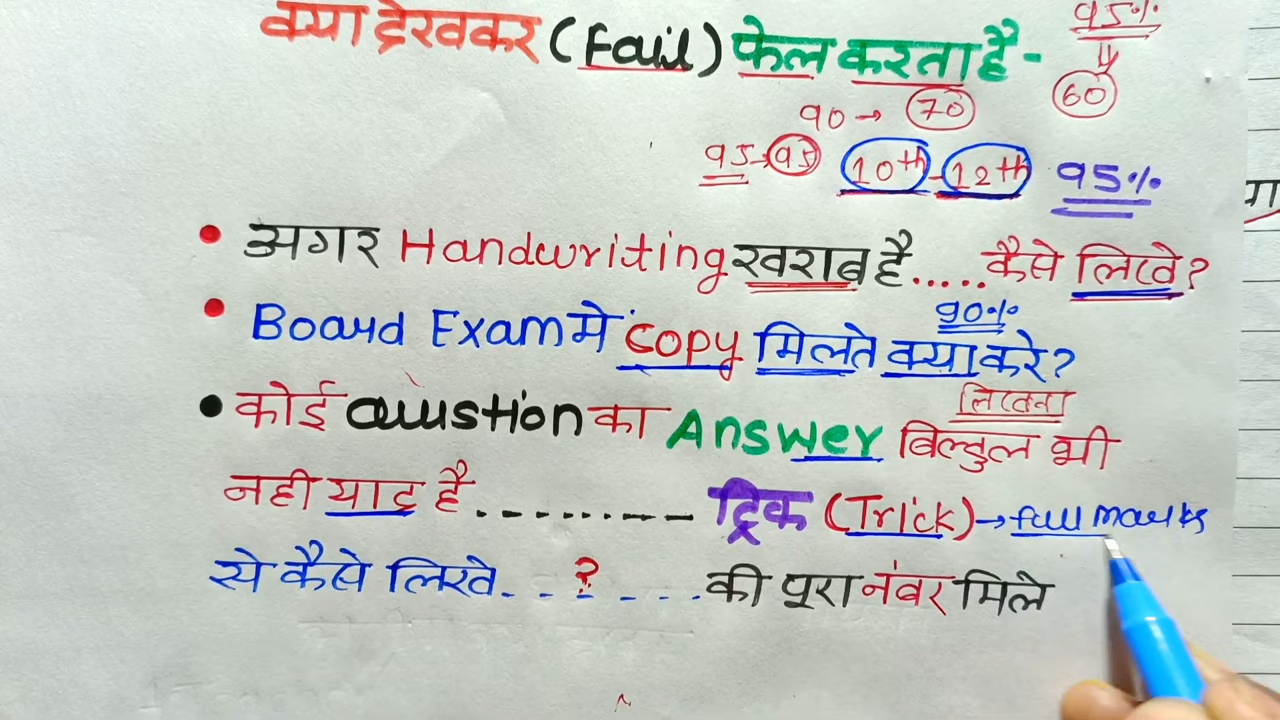 क्या देखकर (Fail) फेल करता है-
95%
60
90→ 70
95→95 10th-12th 95%
• अगर Handwriting खराब है..... कैसे लिखे?
90%
• Board Exam मे copy मिलते क्या करे?
लिखना
• कोई Question का Answer बिल्कुल भी
नही याद है......... ट्रिक (Trick)→full marks
से कैसे लिखे. . ? . . . . की पूरा नंबर मिले